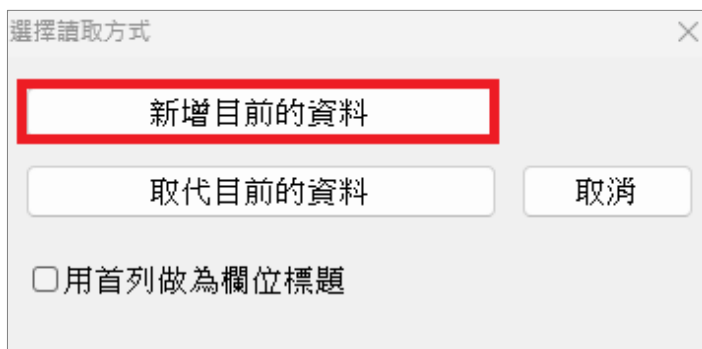 選擇讀取方式
新增目前的資料
取代目前的資料
取消
用首列做為欄位標題